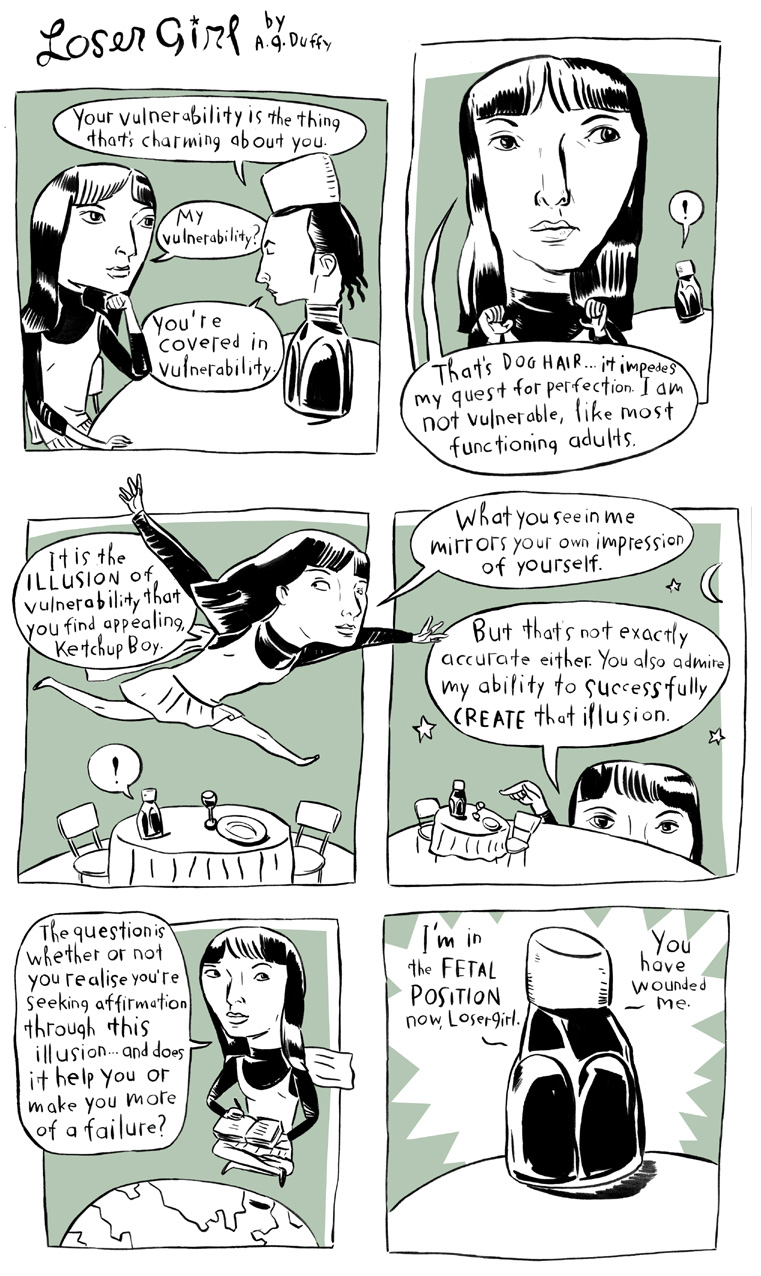 Loser Girl by
A.G. Duffy
Your vulnerability is the thing
that's charming about you.
My
vulnerability?
You're
covered in
vulnerability.
!
That's DOG HAIR... it impedes
my quest for perfection. I am
not vulnerable, like most
functioning adults.
It is the
ILLUSION of
vulnerability that
you find appealing,
Ketchup Boy.
!
What you see in me
mirrors your own impression
of yourself.
But that's not exactly
accurate either. You also admire
my ability to successfully
CREATE that illusion.
The question is
whether or not
you realise you're
seeking affirmation
through this
illusion... and does
it help you or
make you more
of a failure?
I'm in
the FETAL
POSITION
now, Losergirl.
You
have
wounded
me.